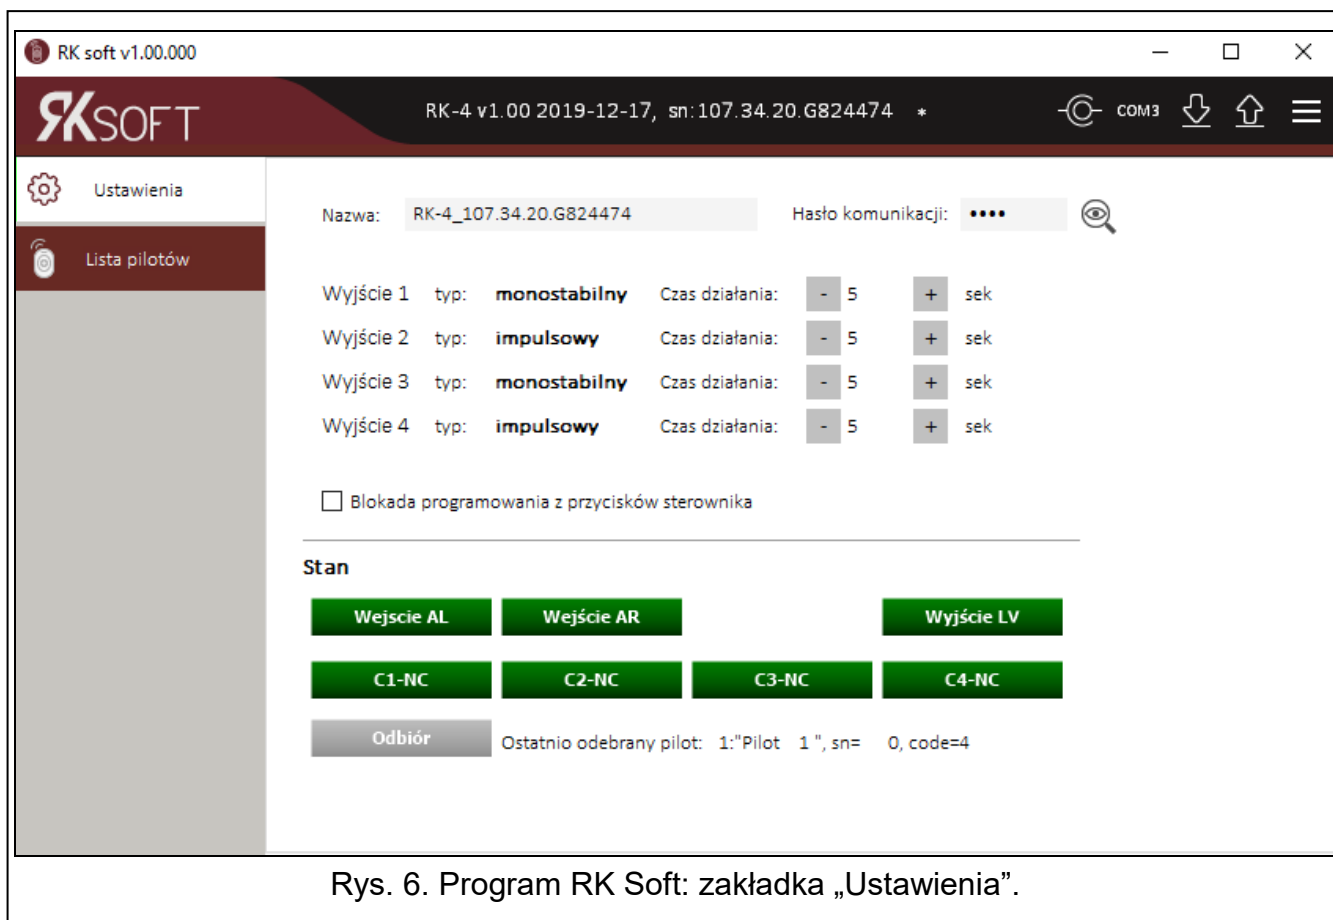 RK soft v1.00.000
RKSOFT
RK-4 v1.00 2019-12-17, sn:107.34.20.G824474 *
COM3
Ustawienia
Lista pilotów
Nazwa: RK-4_107.34.20.G824474 Hasło komunikacji: ••••
Wyjście 1 typ: monostabilny Czas działania: - 5 + sek
Wyjście 2 typ: impulsowy Czas działania: - 5 + sek
Wyjście 3 typ: monostabilny Czas działania: - 5 + sek
Wyjście 4 typ: impulsowy Czas działania: - 5 + sek
Blokada programowania z przycisków sterownika
Stan
Wejscie AL Wejście AR Wyjście LV
C1-NC C2-NC C3-NC C4-NC
Odbiór Ostatnio odebrany pilot: 1:"Pilot 1 ", sn= 0, code=4
Rys. 6. Program RK Soft: zakładka „Ustawienia”.